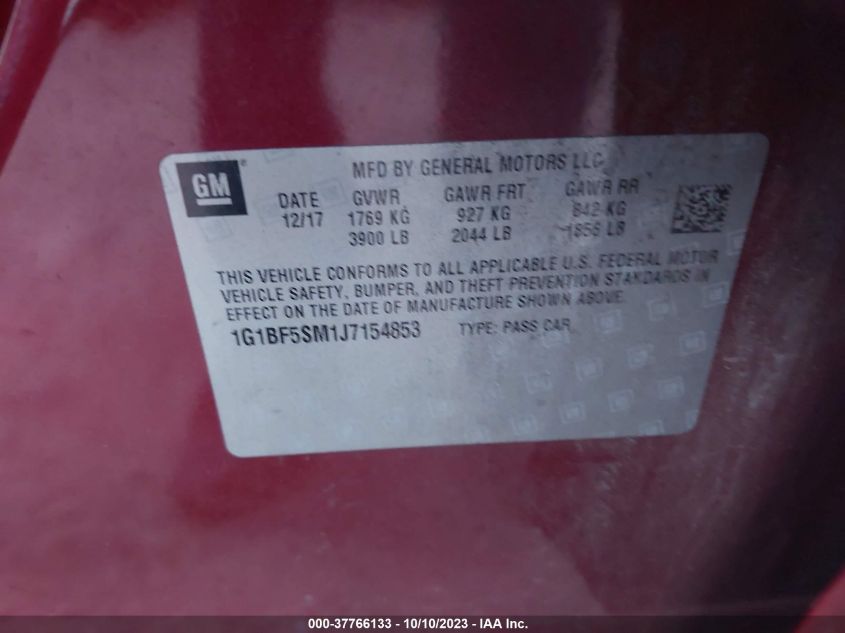 GM ®
MFD BY GENERAL MOTORS LLC
DATE GVWR GAWR FRT GAWR RR
12/17 1769 KG 927 KG 842 KG
3900 LB 2044 LB 1856 LB
THIS VEHICLE CONFORMS TO ALL APPLICABLE U.S. FEDERAL MOTOR
VEHICLE SAFETY, BUMPER, AND THEFT PREVENTION STANDARDS IN
EFFECT ON THE DATE OF MANUFACTURE SHOWN ABOVE.
1G1BF5SM1J7154853 TYPE: PASS CAR
000-37766133 - 10/10/2023 - IAA Inc.